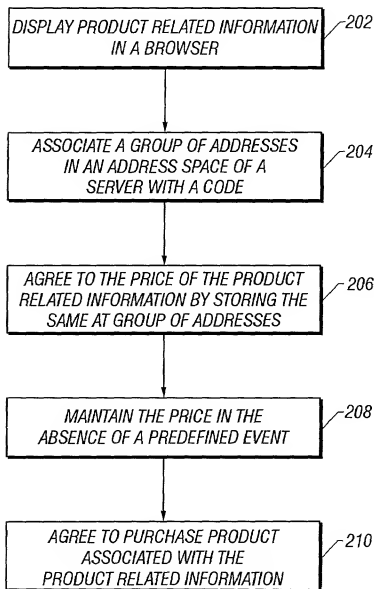 DISPLAY PRODUCT RELATED INFORMATION
IN A BROWSER
202
ASSOCIATE A GROUP OF ADDRESSES
IN AN ADDRESS SPACE OF A
SERVER WITH A CODE
204
AGREE TO THE PRICE OF THE PRODUCT
RELATED INFORMATION BY STORING THE
SAME AT GROUP OF ADDRESSES
206
MAINTAIN THE PRICE IN THE
ABSENCE OF A PREDEFINED EVENT
208
AGREE TO PURCHASE PRODUCT
ASSOCIATED WITH THE
PRODUCT RELATED INFORMATION
210